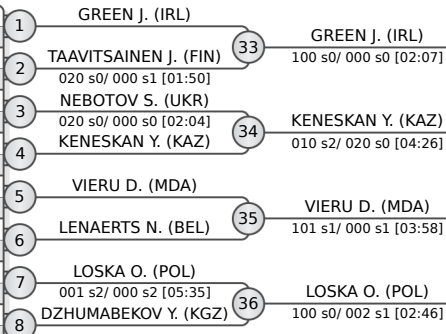 1 GREEN J. (IRL)
33 GREEN J. (IRL)
100 s0/ 000 s0 [02:07]
2 TAAVITSAINEN J. (FIN)
020 s0/ 000 s1 [01:50]
3 NEBOTOV S. (UKR)
020 s0/ 000 s0 [02:04]
34 KENESKAN Y. (KAZ)
010 s2/ 020 s0 [04:26]
4 KENESKAN Y. (KAZ)
5 VIERU D. (MDA)
35 VIERU D. (MDA)
101 s1/ 000 s1 [03:58]
6 LENAERTS N. (BEL)
7 LOSKA O. (POL)
001 s2/ 000 s2 [05:35]
36 LOSKA O. (POL)
100 s0/ 002 s1 [02:46]
8 DZHUMABEKOV Y. (KGZ)